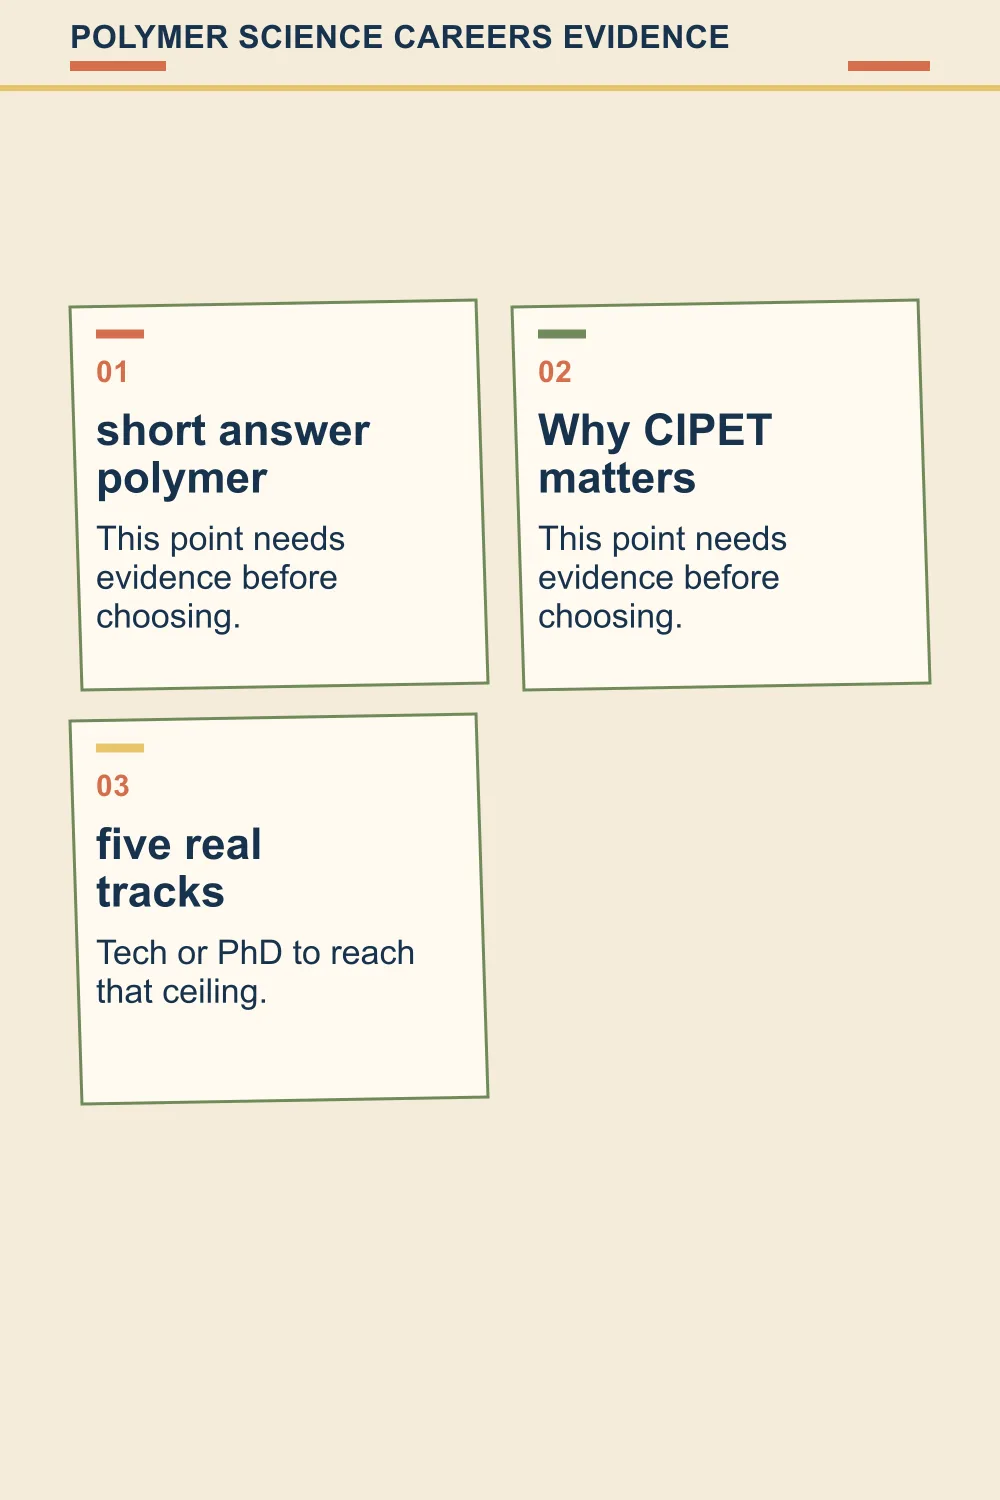 POLYMER SCIENCE CAREERS EVIDENCE
01
short answer
polymer
This point needs
evidence before
choosing.
02
Why CIPET
matters
This point needs
evidence before
choosing.
03
five real
tracks
Tech or PhD to reach
that ceiling.